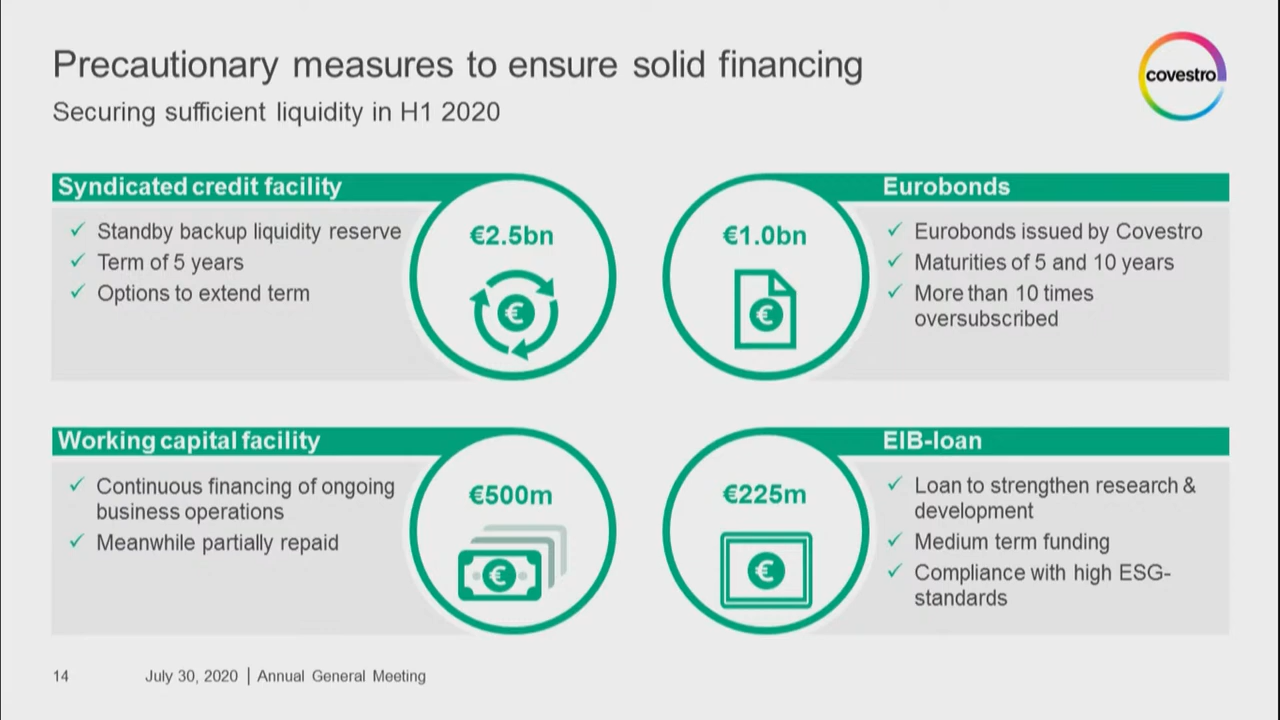 Precautionary measures to ensure solid financing
Securing sufficient liquidity in H1 2020
covestro
Syndicated credit facility
✓ Standby backup liquidity reserve
✓ Term of 5 years
✓ Options to extend term
€2.5bn
€
Eurobonds
€1.0bn
€
✓ Eurobonds issued by Covestro
✓ Maturities of 5 and 10 years
✓ More than 10 times
oversubscribed
Working capital facility
✓ Continuous financing of ongoing
business operations
✓ Meanwhile partially repaid
€500m
€
EIB-loan
€225m
€
✓ Loan to strengthen research &
development
✓ Medium term funding
✓ Compliance with high ESG-
standards
14 July 30, 2020 | Annual General Meeting